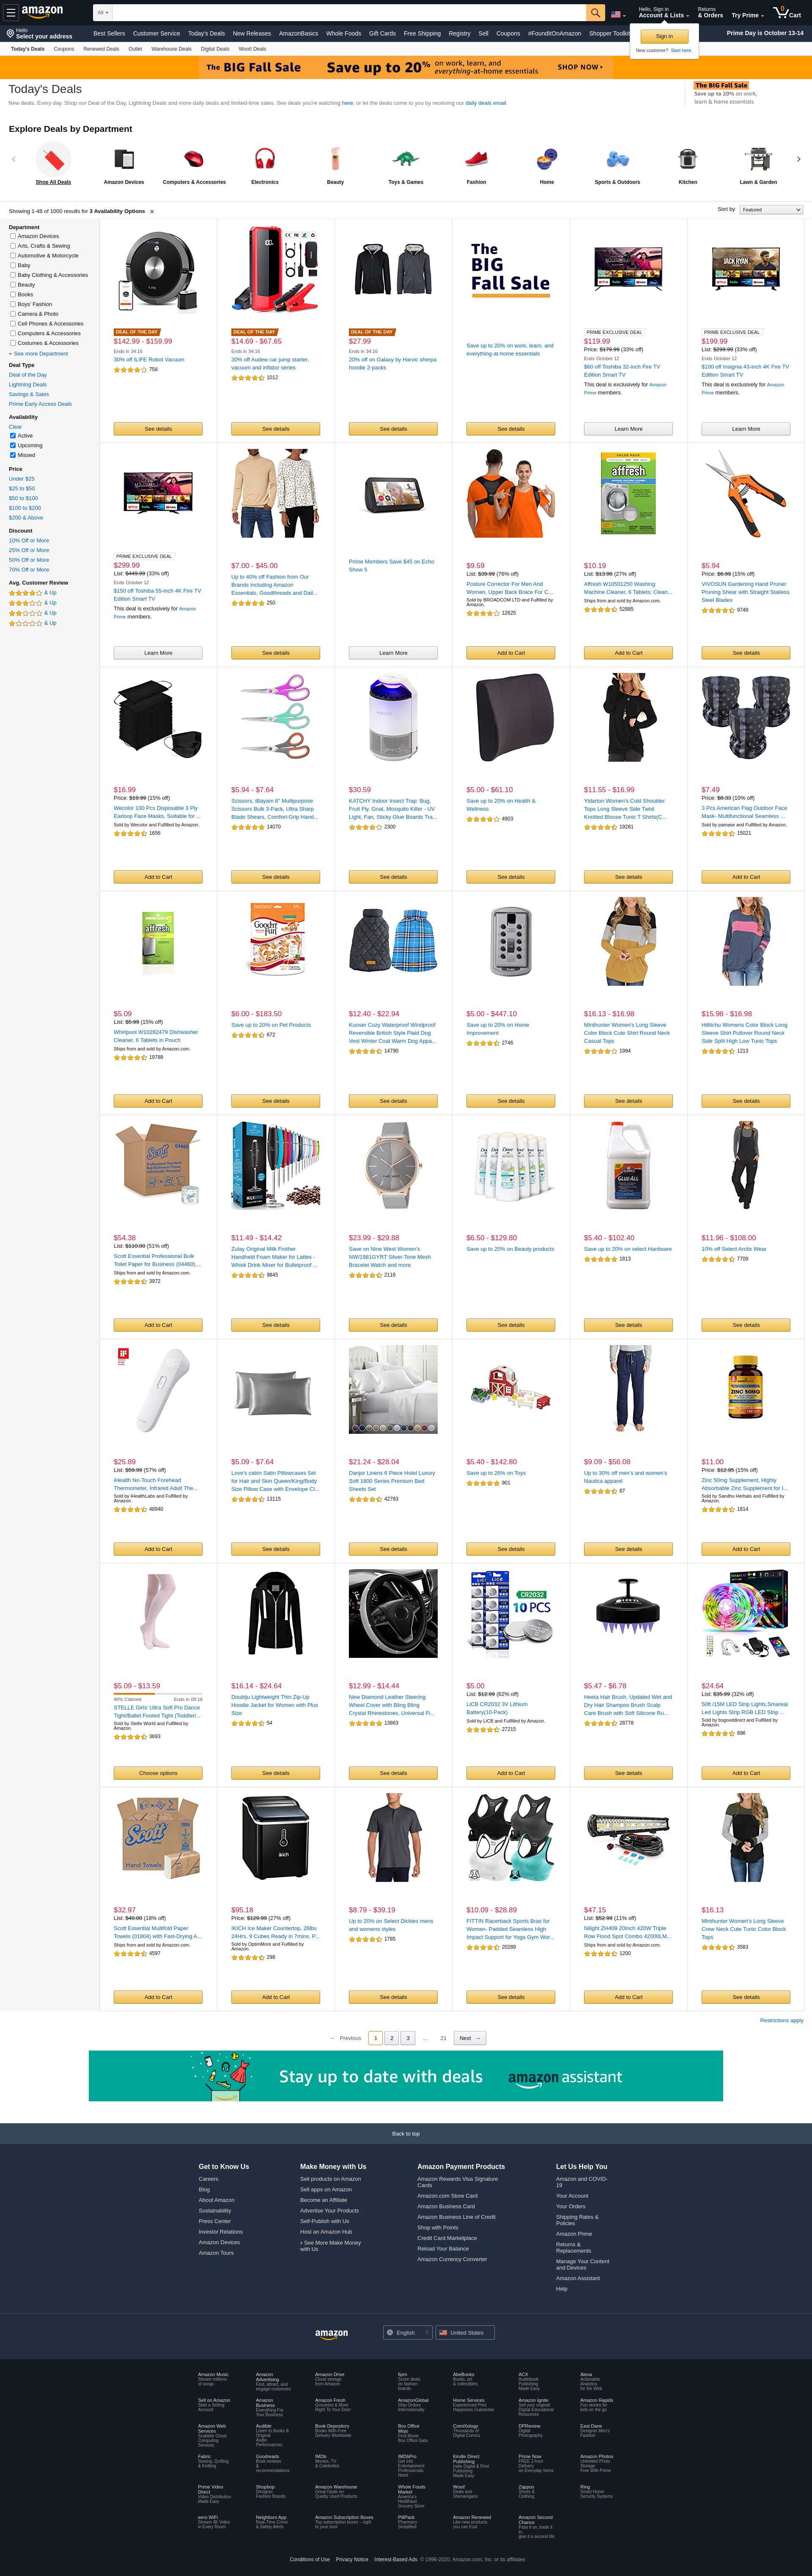 amazon
All
Hello, Sign in
Account & Lists
Returns
& Orders
Try Prime
0
Cart
Hello
Select your address
Best Sellers
Customer Service
Today's Deals
New Releases
AmazonBasics
Whole Foods
Gift Cards
Free Shipping
Registry
Sell
Coupons
#FoundItOnAmazon
Shopper Toolkit
Prime Day is October 13-14
Sign in
New customer? Start here.
Today's Deals
Coupons
Renewed Deals
Outlet
Warehouse Deals
Digital Deals
Woot! Deals
The BIG Fall Sale
Save up to 20% on work, learn, and everything-at-home essentials
SHOP NOW ›
Today's Deals
New deals. Every day. Shop our Deal of the Day, Lightning Deals and more daily deals and limited-time sales. See deals you're watching here. or let the deals come to you by receiving our daily deals email.
The BIG Fall Sale
Save up to 20% on work,
learn & home essentials
Explore Deals by Department
Shop All Deals
Amazon Devices
Computers & Accessories
Electronics
Beauty
Toys & Games
Fashion
Home
Sports & Outdoors
Kitchen
Lawn & Garden
Showing 1-48 of 1000 results for 3 Availability Options
Sort by
Featured
Department
Amazon Devices
Arts, Crafts & Sewing
Automotive & Motorcycle
Baby
Baby Clothing & Accessories
Beauty
Books
Boys' Fashion
Camera & Photo
Cell Phones & Accessories
Computers & Accessories
Costumes & Accessories
See more Department
Deal Type
Deal of the Day
Lightning Deals
Savings & Sales
Prime Early Access Deals
Availability
Clear
Active
Upcoming
Missed
Price
Under $25
$25 to $50
$50 to $100
$100 to $200
$200 & Above
Discount
10% Off or More
25% Off or More
50% Off or More
70% Off or More
Avg. Customer Review
& Up
& Up
& Up
& Up
DEAL OF THE DAY
$142.99 - $159.99
Ends in 34:16
30% off ILIFE Robot Vacuum
758
See details
DEAL OF THE DAY
$14.69 - $67.65
Ends in 34:16
30% off Audew car jump starter, vacuum and inflator series
1012
See details
DEAL OF THE DAY
$27.99
Ends in 34:16
20% off on Galaxy by Harvic sherpa hoodie 2-packs
See details
The BIG Fall Sale
Save up to 20% on work, learn, and everything-at-home essentials
See details
PRIME EXCLUSIVE DEAL
$119.99
Price: $179.99 (33% off)
Ends October 12
$60 off Toshiba 32-inch Fire TV Edition Smart TV
This deal is exclusively for Amazon Prime members.
Learn More
PRIME EXCLUSIVE DEAL
$199.99
List: $299.99 (33% off)
Ends October 12
$100 off Insignia 43-inch 4K Fire TV Edition Smart TV
This deal is exclusively for Amazon Prime members.
Learn More
PRIME EXCLUSIVE DEAL
$299.99
List: $449.99 (33% off)
Ends October 12
$150 off Toshiba 55-inch 4K Fire TV Edition Smart TV
This deal is exclusively for Amazon Prime members.
Learn More
$7.00 - $45.00
Up to 40% off Fashion from Our Brands including Amazon Essentials, Goodthreads and Dail...
250
See details
Prime Members Save $45 on Echo Show 5
Learn More
$9.59
List: $39.99 (76% off)
Posture Corrector For Men And Women, Upper Back Brace For C...
Sold by BRGADCOM LTD and Fulfilled by Amazon.
12625
Add to Cart
affresh
$10.19
List: $13.98 (27% off)
Affresh W10501250 Washing Machine Cleaner, 6 Tablets: Clean...
Ships from and sold by Amazon.com.
52885
Add to Cart
$5.94
Price: $6.99 (15% off)
VIVOSUN Gardening Hand Pruner Pruning Shear with Straight Stainless Steel Blades
9749
See details
$16.99
Price: $19.99 (15% off)
Wecolor 100 Pcs Disposable 3 Ply Earloop Face Masks, Suitable for ...
Sold by Wecolor and Fulfilled by Amazon.
1656
Add to Cart
$5.94 - $7.64
Scissors, iBayam 8" Multipurpose Scissors Bulk 3-Pack, Ultra Sharp Blade Shears, Comfort-Grip Hand...
14070
See details
$30.59
KATCHY Indoor Insect Trap: Bug, Fruit Fly, Gnat, Mosquito Killer - UV Light, Fan, Sticky Glue Boards Tra...
2300
See details
$5.00 - $61.10
Save up to 20% on Health & Wellness
4903
See details
$11.55 - $16.99
Yidarton Women's Cold Shoulder Tops Long Sleeve Side Twist Knotted Blouse Tunic T Shirts(C...
19281
See details
$7.49
Price: $8.33 (10% off)
3 Pcs American Flag Outdoor Face Mask- Multifunctional Seamless ...
Sold by pamase and Fulfilled by Amazon.
15021
Add to Cart
affresh
$5.09
List: $5.99 (15% off)
Whirlpool W10282479 Dishwasher Cleaner, 6 Tablets in Pouch
Ships from and sold by Amazon.com.
19788
Add to Cart
Good'n Fun
$6.00 - $183.50
Save up to 20% on Pet Products
672
See details
$12.40 - $22.94
Kuoser Cozy Waterproof Windproof Reversible British Style Plaid Dog Vest Winter Coat Warm Dog Appa...
14790
See details
$5.00 - $447.10
Save up to 20% on Home Improvement
2746
See details
$16.13 - $16.98
Minthunter Women's Long Sleeve Color Block Cute Shirt Round Neck Casual Tops
1994
See details
$15.98 - $16.98
Hilltichu Womens Color Block Long Sleeve Shirt Pullover Round Neck Side Split High Low Tunic Tops
1213
See details
Scott
$54.38
List: $110.00 (51% off)
Scott Essential Professional Bulk Toilet Paper for Business (04460),...
Ships from and sold by Amazon.com.
3972
Add to Cart
$11.49 - $14.42
Zulay Original Milk Frother Handheld Foam Maker for Lattes - Whisk Drink Mixer for Bulletproof ...
9845
See details
$23.99 - $29.88
Save on Nine West Women's NW/1981GYRT Silver-Tone Mesh Bracelet Watch and more
2116
See details
Dove
$6.50 - $129.80
Save up to 20% on Beauty products
See details
GLUE-ALL
$5.40 - $102.40
Save up to 20% on select Hardware
1813
See details
$11.96 - $108.00
10% off Select Arctix Wear
7709
See details
$25.89
List: $59.99 (57% off)
iHealth No-Touch Forehead Thermometer, Infrared Adult The...
Sold by iHealthLabs and Fulfilled by Amazon.
48940
Add to Cart
$5.09 - $7.64
Love's cabin Satin Pillowcases Set for Hair and Skin Queen/King/Body Size Pillow Case with Envelope Cl...
13115
See details
$21.24 - $28.04
Danjor Linens 6 Piece Hotel Luxury Soft 1800 Series Premium Bed Sheets Set
42783
See details
$5.40 - $142.80
Save up to 26% on Toys
901
See details
$9.09 - $56.08
Up to 30% off men's and women's Nautica apparel
87
See details
ZINC 50MG
$11.00
Price: $12.95 (15% off)
Zinc 50mg Supplement, Highly Absorbable Zinc Supplement for I...
Sold by Sandhu Herbals and Fulfilled by Amazon.
1814
Add to Cart
$5.09 - $13.59
46% Claimed
Ends in 09:16
STELLE Girls' Ultra Soft Pro Dance Tight/Ballet Footed Tight (Toddler/...
Sold by Stelle World and Fulfilled by Amazon.
3693
Choose options
$16.14 - $24.64
Doublju Lightweight Thin Zip-Up Hoodie Jacket for Women with Plus Size
54
See details
$12.99 - $14.44
New Diamond Leather Steering Wheel Cover with Bling Bling Crystal Rhinestones, Universal Fi...
13863
See details
LiCB
CR2032
10 PCS
$5.00
List: $12.99 (62% off)
LiCB CR2032 3V Lithium Battery(10-Pack)
Sold by LiCB and Fulfilled by Amazon.
27215
Add to Cart
$5.47 - $6.78
Heeta Hair Brush, Updated Wet and Dry Hair Shampoo Brush Scalp Care Brush with Soft Silicone Ru...
28778
See details
$24.64
List: $35.99 (32% off)
50ft /15M LED Strip Lights,Smareal Led Lights Strip RGB LED Strip ...
Sold by bsgooddirect and Fulfilled by Amazon.
896
Add to Cart
Scott
Hand Towels
$32.97
List: $40.00 (18% off)
Scott Essential Multifold Paper Towels (01804) with Fast-Drying A...
Ships from and sold by Amazon.com.
4597
Add to Cart
ikich
$95.18
Price: $129.99 (27% off)
IKICH Ice Maker Countertop, 26lbs 24Hrs, 9 Cubes Ready in 7mins, P...
Sold by OptimMore and Fulfilled by Amazon.
298
Add to Cart
$8.79 - $39.19
Up to 20% on Select Dickies mens and womens styles
1785
See details
$10.09 - $28.89
FITTIN Racerback Sports Bras for Women- Padded Seamless High Impact Support for Yoga Gym Wor...
20289
See details
$47.15
List: $52.99 (11% off)
Nilight ZH409 20Inch 420W Triple Row Flood Spot Combo 42000LM...
Ships from and sold by Amazon.com.
1200
Add to Cart
$16.13
Minthunter Women's Long Sleeve Crew Neck Cute Tunic Color Block Tops
3583
See details
Restrictions apply
← Previous 1 2 3 ... 21 Next →
Stay up to date with deals
amazon assistant
Back to top
Get to Know Us
Careers
Blog
About Amazon
Sustainability
Press Center
Investor Relations
Amazon Devices
Amazon Tours
Make Money with Us
Sell products on Amazon
Sell apps on Amazon
Become an Affiliate
Advertise Your Products
Self-Publish with Us
Host an Amazon Hub
› See More Make Money with Us
Amazon Payment Products
Amazon Rewards Visa Signature Cards
Amazon.com Store Card
Amazon Business Card
Amazon Business Line of Credit
Shop with Points
Credit Card Marketplace
Reload Your Balance
Amazon Currency Converter
Let Us Help You
Amazon and COVID-19
Your Account
Your Orders
Shipping Rates & Policies
Amazon Prime
Returns & Replacements
Manage Your Content and Devices
Amazon Assistant
Help
amazon
English
United States
Amazon Music
Stream millions of songs
Amazon Advertising
Find, attract, and engage customers
Amazon Drive
Cloud storage from Amazon
6pm
Score deals on fashion brands
AbeBooks
Books, art & collectibles
ACX
Audiobook Publishing Made Easy
Alexa
Actionable Analytics for the Web
Sell on Amazon
Start a Selling Account
Amazon Business
Everything For Your Business
Amazon Fresh
Groceries & More Right To Your Door
AmazonGlobal
Ship Orders Internationally
Home Services
Experienced Pros Happiness Guarantee
Amazon Ignite
Sell your original Digital Educational Resources
Amazon Rapids
Fun stories for kids on the go
Amazon Web Services
Scalable Cloud Computing Services
Audible
Listen to Books & Original Audio Performances
Book Depository
Books With Free Delivery Worldwide
Box Office Mojo
Find Movie Box Office Data
ComiXology
Thousands of Digital Comics
DPReview
Digital Photography
East Dane
Designer Men's Fashion
Fabric
Sewing, Quilting & Knitting
Goodreads
Book reviews & recommendations
IMDb
Movies, TV & Celebrities
IMDbPro
Get Info Entertainment Professionals Need
Kindle Direct Publishing
Indie Digital & Print Publishing Made Easy
Prime Now
FREE 2-hour Delivery on Everyday Items
Amazon Photos
Unlimited Photo Storage Free With Prime
Prime Video Direct
Video Distribution Made Easy
Shopbop
Designer Fashion Brands
Amazon Warehouse
Great Deals on Quality Used Products
Whole Foods Market
America's Healthiest Grocery Store
Woot!
Deals and Shenanigans
Zappos
Shoes & Clothing
Ring
Smart Home Security Systems
eero WiFi
Stream 4K Video in Every Room
Neighbors App
Real-Time Crime & Safety Alerts
Amazon Subscription Boxes
Top subscription boxes – right to your door
PillPack
Pharmacy Simplified
Amazon Renewed
Like-new products you can trust
Amazon Second Chance
Pass it on, trade it in, give it a second life
Conditions of Use
Privacy Notice
Interest-Based Ads
© 1996-2020, Amazon.com, Inc. or its affiliates